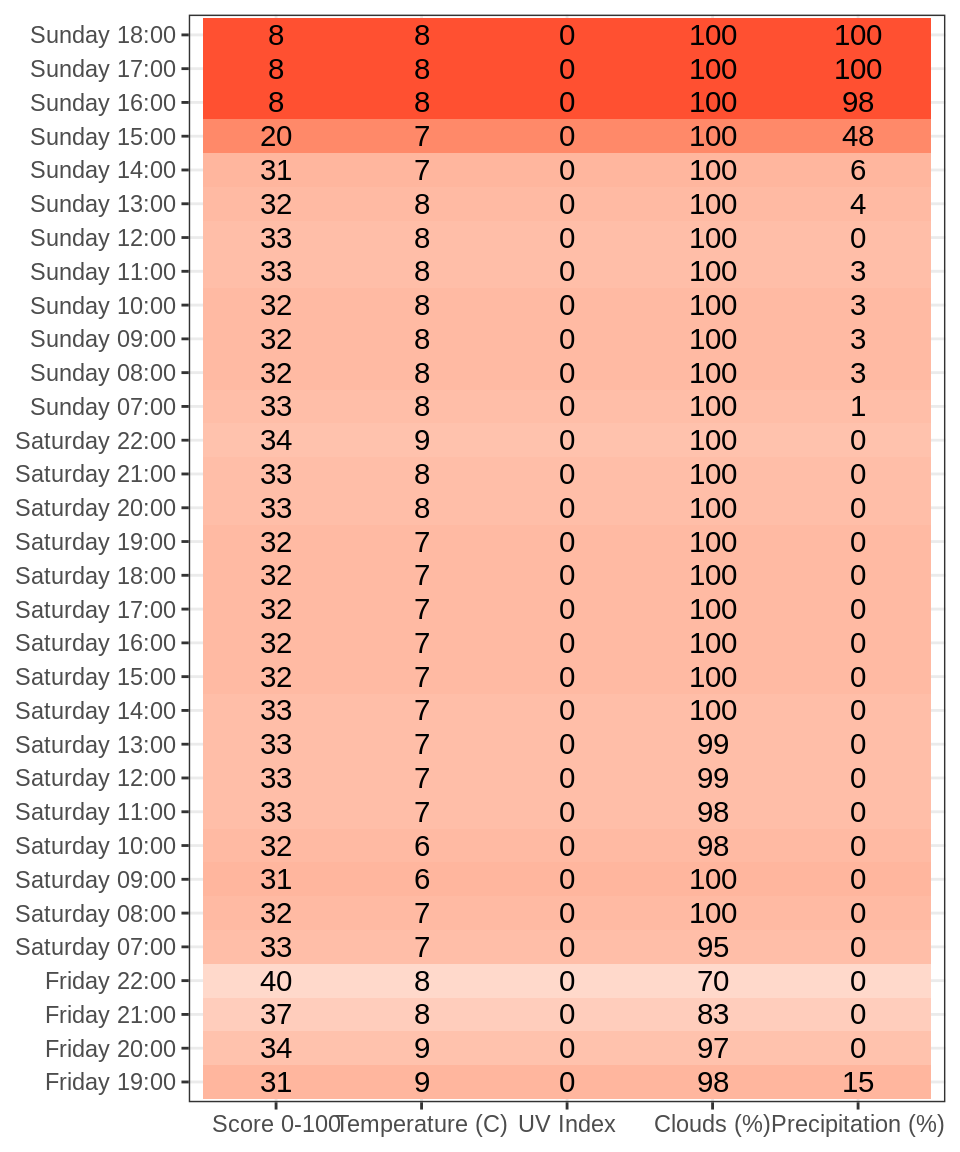 Sunday 18:00 8 8 0 100 100
Sunday 17:00 8 8 0 100 100
Sunday 16:00 8 8 0 100 98
Sunday 15:00 20 7 0 100 48
Sunday 14:00 31 7 0 100 6
Sunday 13:00 32 8 0 100 4
Sunday 12:00 33 8 0 100 0
Sunday 11:00 33 8 0 100 3
Sunday 10:00 32 8 0 100 3
Sunday 09:00 32 8 0 100 3
Sunday 08:00 32 8 0 100 3
Sunday 07:00 33 8 0 100 1
Saturday 22:00 34 9 0 100 0
Saturday 21:00 33 8 0 100 0
Saturday 20:00 33 8 0 100 0
Saturday 19:00 32 7 0 100 0
Saturday 18:00 32 7 0 100 0
Saturday 17:00 32 7 0 100 0
Saturday 16:00 32 7 0 100 0
Saturday 15:00 32 7 0 100 0
Saturday 14:00 33 7 0 100 0
Saturday 13:00 33 7 0 99 0
Saturday 12:00 33 7 0 99 0
Saturday 11:00 33 7 0 98 0
Saturday 10:00 32 6 0 98 0
Saturday 09:00 31 6 0 100 0
Saturday 08:00 32 7 0 100 0
Saturday 07:00 33 7 0 95 0
Friday 22:00 40 8 0 70 0
Friday 21:00 37 8 0 83 0
Friday 20:00 34 9 0 97 0
Friday 19:00 31 9 0 98 15
Score 0-100 Temperature (C) UV Index Clouds (%) Precipitation (%)